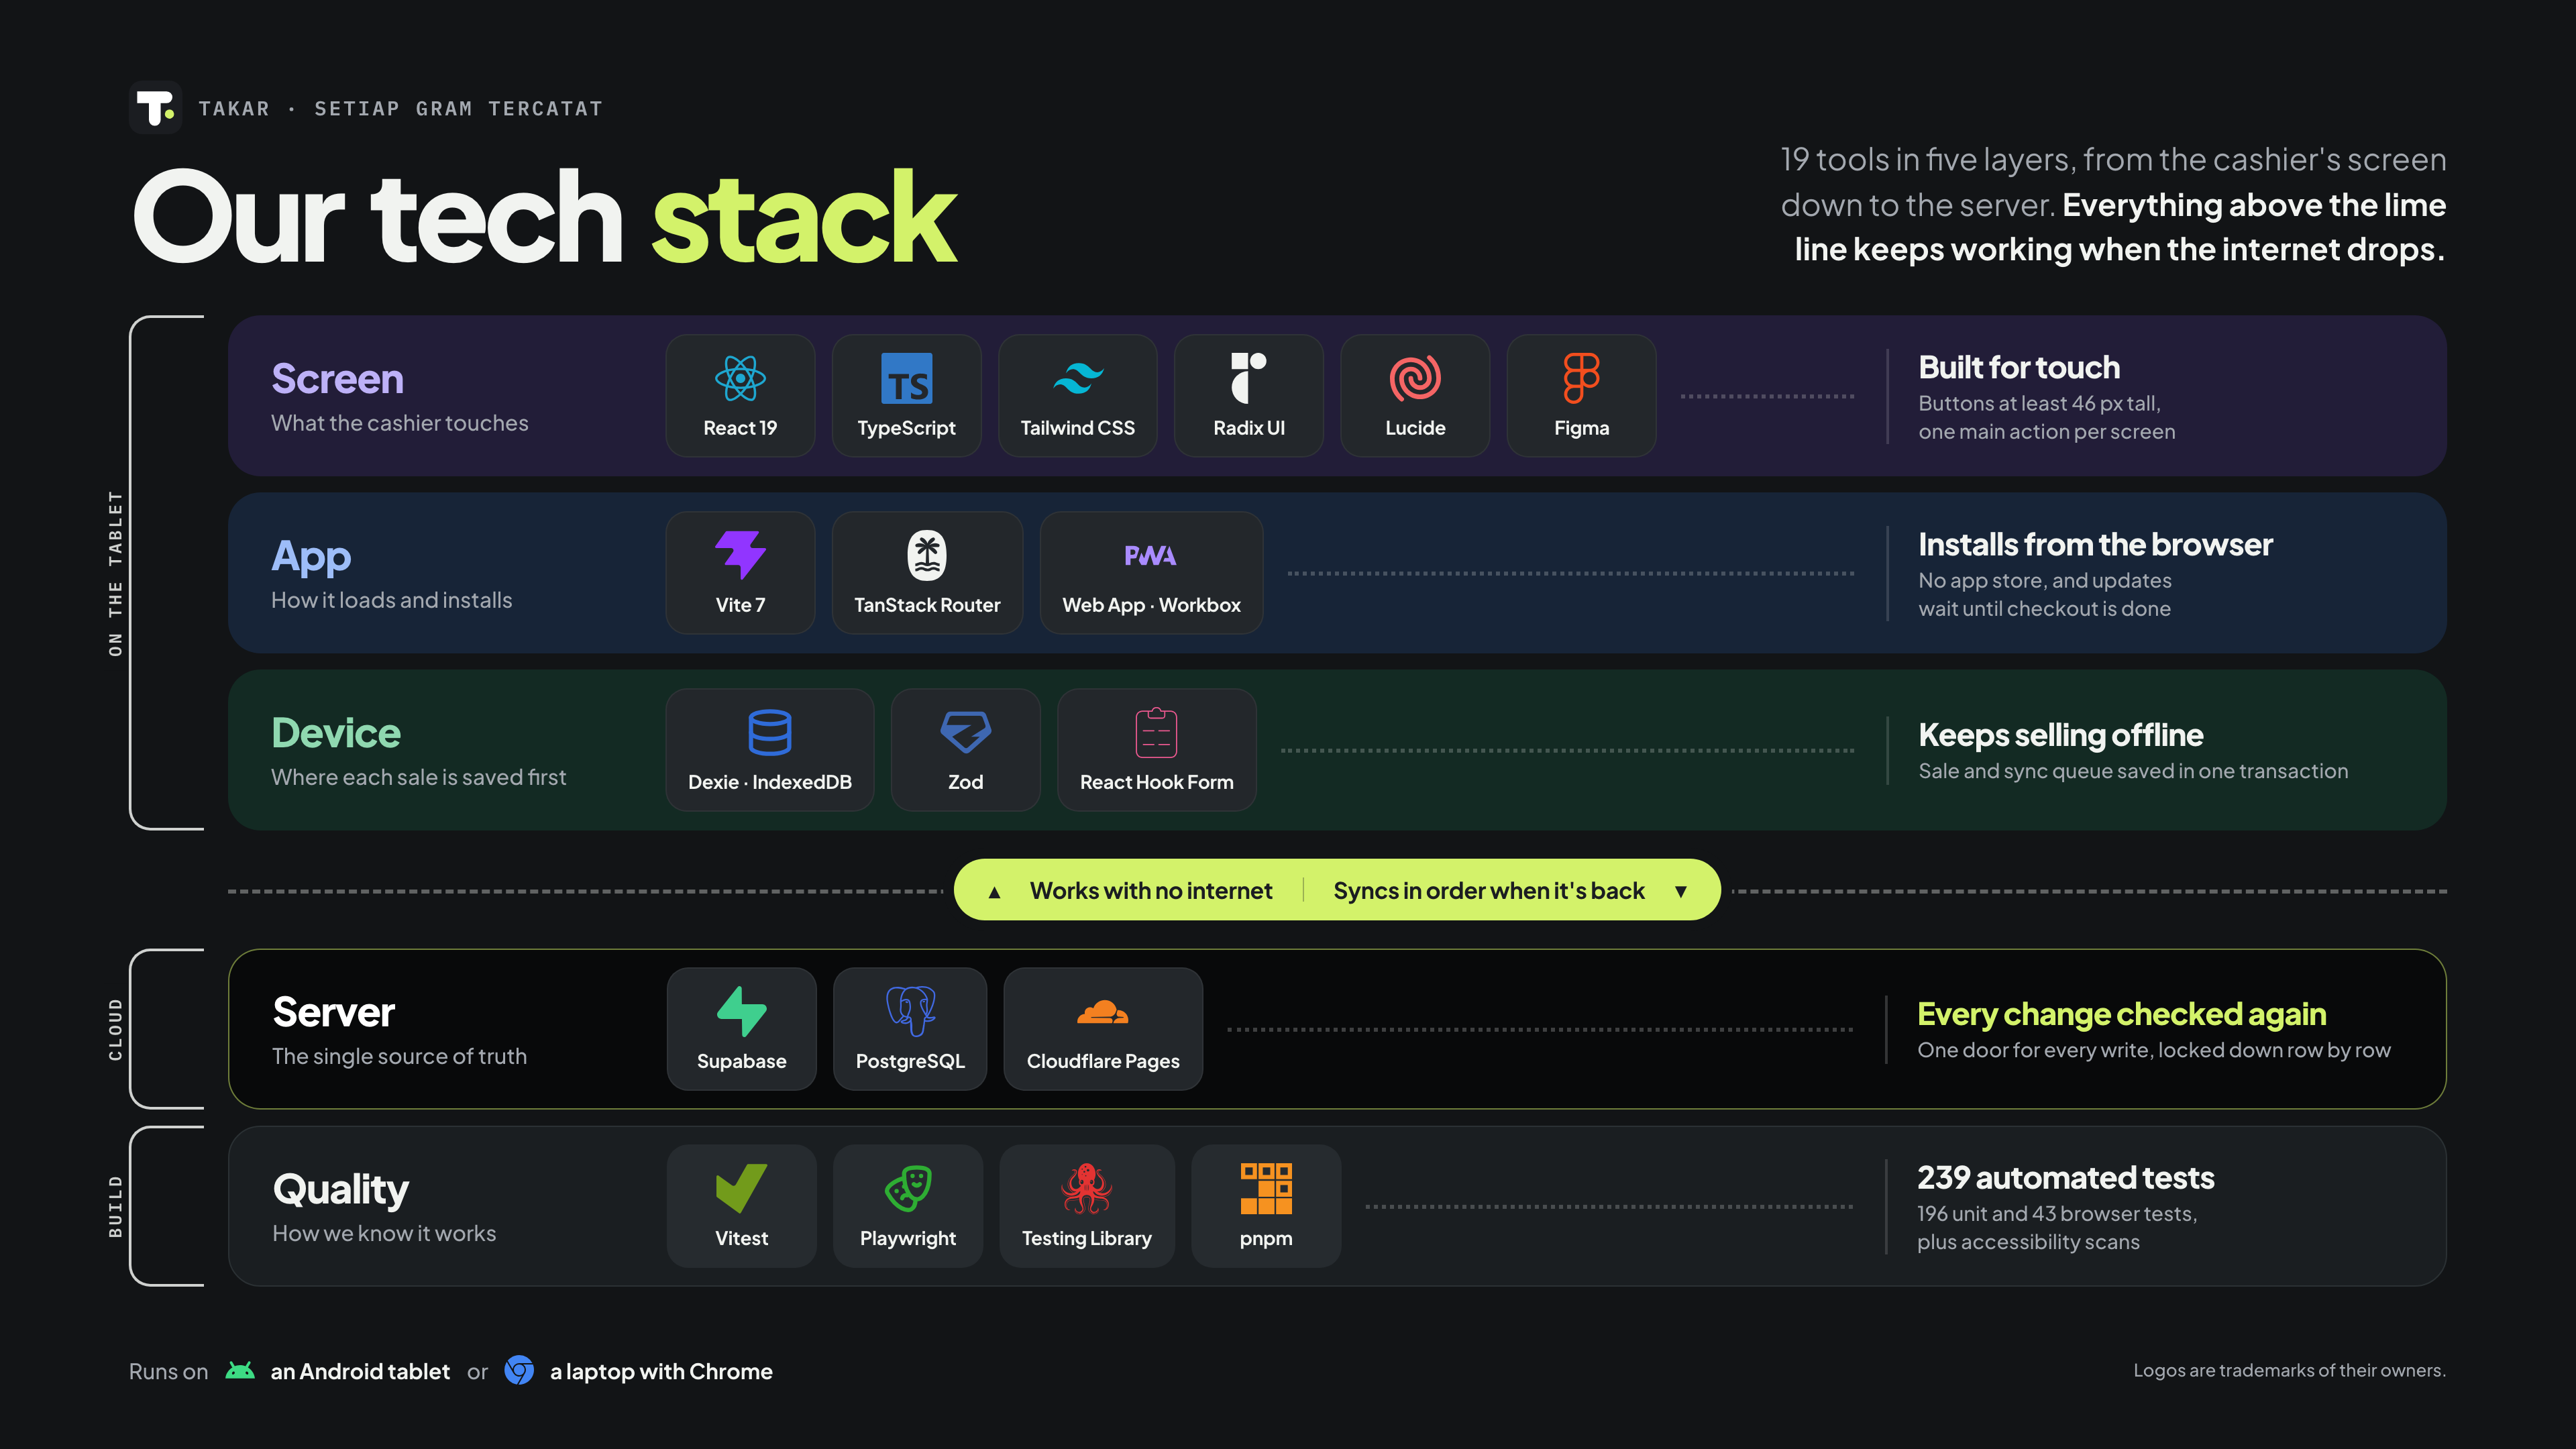 T.
TAKAR · SETIAP GRAM TERCATAT
Our tech stack
19 tools in five layers, from the cashier's screen
down to the server. Everything above the lime
line keeps working when the internet drops.
ON THE TABLET
Screen
What the cashier touches
React 19
TS
TypeScript
Tailwind CSS
Radix UI
Lucide
Figma
Built for touch
Buttons at least 46 px tall,
one main action per screen
App
How it loads and installs
Vite 7
TanStack Router
PWA
Web App · Workbox
Installs from the browser
No app store, and updates
wait until checkout is done
Device
Where each sale is saved first
Dexie · IndexedDB
Zod
React Hook Form
Keeps selling offline
Sale and sync queue saved in one transaction
▲ Works with no internet | Syncs in order when it's back ▼
CLOUD
Server
The single source of truth
Supabase
PostgreSQL
Cloudflare Pages
Every change checked again
One door for every write, locked down row by row
BUILD
Quality
How we know it works
Vitest
Playwright
Testing Library
pnpm
239 automated tests
196 unit and 43 browser tests,
plus accessibility scans
Runs on an Android tablet or a laptop with Chrome
Logos are trademarks of their owners.